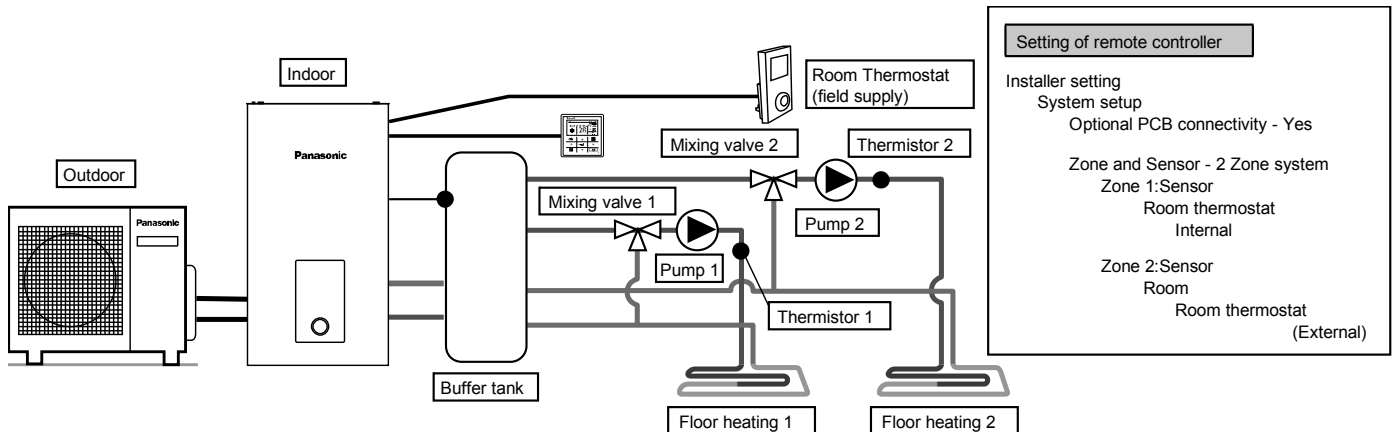 Setting of remote controller
Installer setting
System setup
Optional PCB connectivity - Yes
Zone and Sensor - 2 Zone system
Zone 1:Sensor
Room thermostat
Internal
Zone 2:Sensor
Room
Room thermostat
(External)
Indoor
Room Thermostat
(field supply)
Mixing valve 2
Thermistor 2
Outdoor
Panasonic
Panasonic
Mixing valve 1
Pump 2
Pump 1
Thermistor 1
Buffer tank
Floor heating 1
Floor heating 2